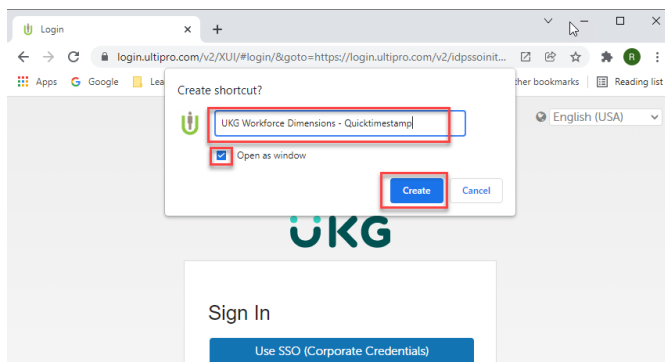 Login
login.ultipro.com/v2/XUI/#login/&goto=https://login.ultipro.com/v2/idpssoinit...
R
Apps
Google
Lea
ther bookmarks
Reading list
Create shortcut?
UKG Workforce Dimensions - Quicktimestamp
Open as window
Create
Cancel
English (USA)
UKG
Sign In
Use SSO (Corporate Credentials)